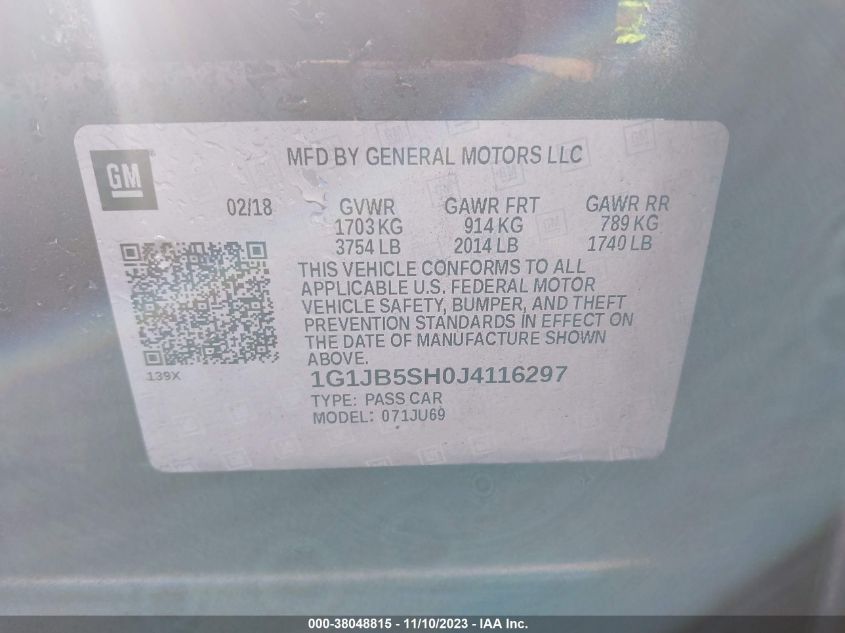 GM
MFD BY GENERAL MOTORS LLC
02/18 GVWR GAWR FRT GAWR RR
1703 KG 914 KG 789 KG
3754 LB 2014 LB 1740 LB
THIS VEHICLE CONFORMS TO ALL
APPLICABLE U.S. FEDERAL MOTOR
VEHICLE SAFETY, BUMPER, AND THEFT
PREVENTION STANDARDS IN EFFECT ON
THE DATE OF MANUFACTURE SHOWN
ABOVE.
139X
1G1JB5SH0J4116297
TYPE: PASS CAR
MODEL: 071JU69
000-38048815 - 11/10/2023 - IAA Inc.